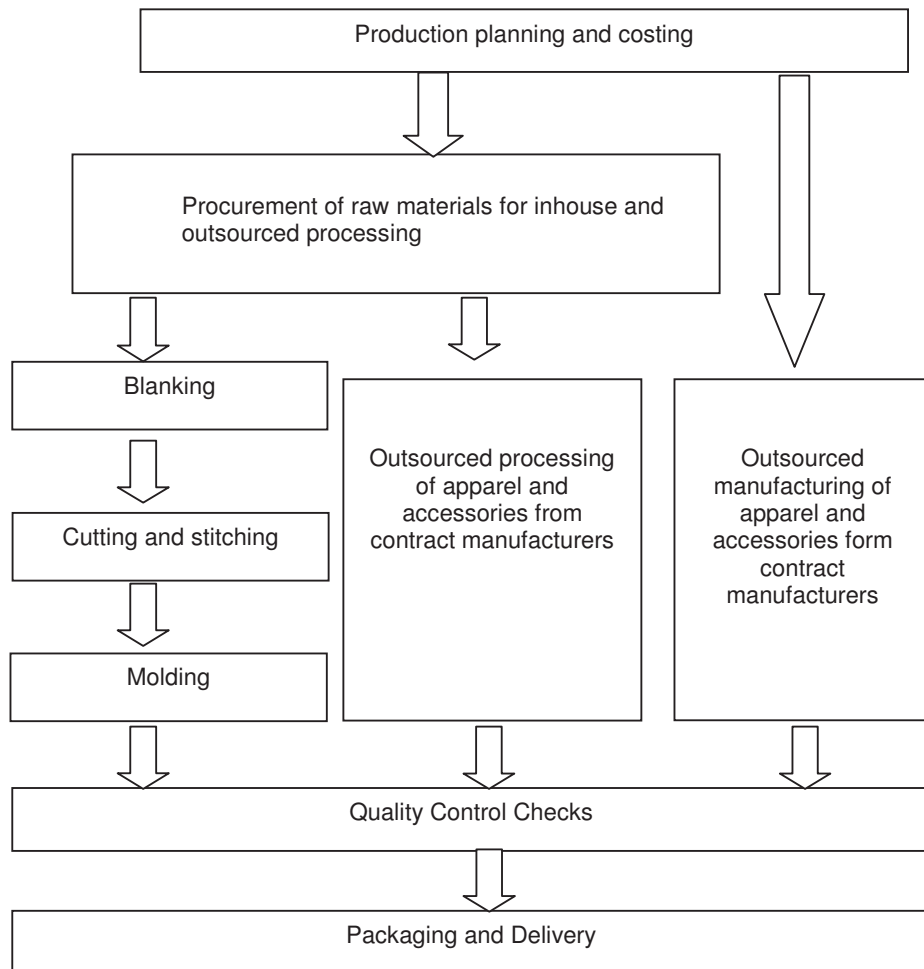 Production planning and costing
Procurement of raw materials for inhouse and
outsourced processing
Blanking
Cutting and stitching
Molding
Outsourced processing
of apparel and
accessories from
contract manufacturers
Outsourced
manufacturing of
apparel and
accessories form
contract
manufacturers
Quality Control Checks
Packaging and Delivery